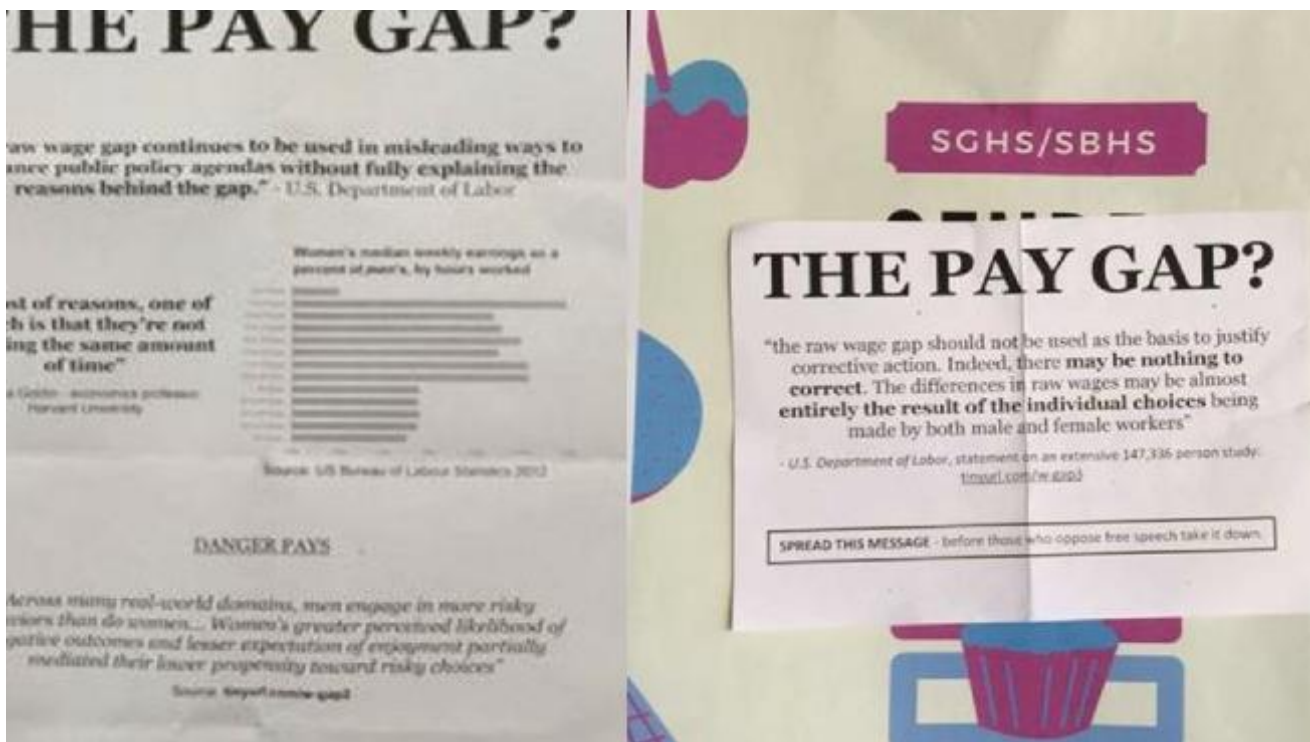 HE PAY GAP?
aw wage gap continues to be used in misleading ways to
ance public policy agendas without fully explaining the
reasons behind the gap." - U.S. Department of Labor
Women's median weekly earnings as a
percent of men's, by hours worked
st of reasons, one of
h is that they're not
ing the same amount
of time"
Goldin - economics professor
Harvard University
Source: US Bureau of Labour Statistics 2012
DANGER PAYS
Across many real-world domains, men engage in more risky
viors than do women... Women's greater perceived likelihood of
gative outcomes and lesser expectation of enjoyment partially
mediated their lower propensity toward risky choices"
Source:
SGHS/SBHS
THE PAY GAP?
"the raw wage gap should not be used as the basis to justify
corrective action. Indeed, there may be nothing to
correct. The differences in raw wages may be almost
entirely the result of the individual choices being
made by both male and female workers"
- U.S. Department of Labor, statement on an extensive 147,336 person study:
tinyurl.com/w-gap3
SPREAD THIS MESSAGE - before those who oppose free speech take it down.